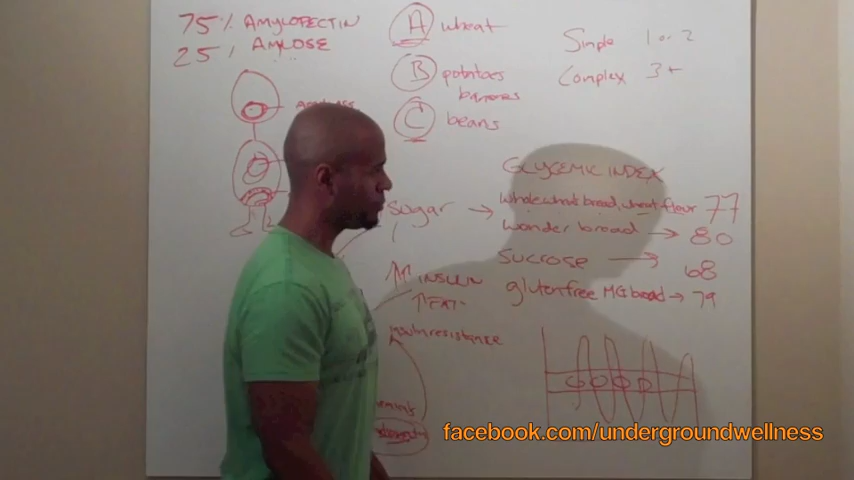 75% AMYLOPECTIN
25% AMYLOSE
A wheat
B potatoes
bananas
C beans
Simple 1 or 2
Complex 3+
GLYCEMIC INDEX
sugar → whole wheat bread, wheat flour 77
wonder bread → 80
sucrose → 68
gluten free MG bread → 79
↑↑ INSULIN
↑FAT
insulin resistance
facebook.com/undergroundwellness